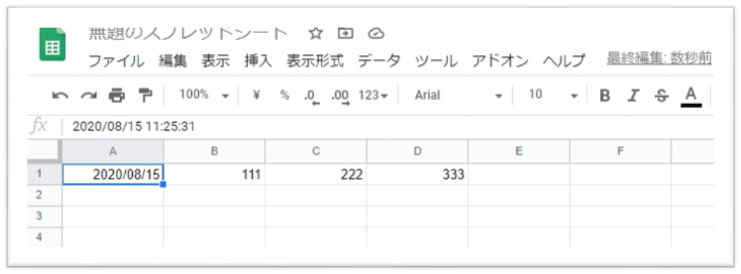 無題のスプレッドシート
ファイル 編集 表示 挿入 表示形式 データ ツール アドオン ヘルプ 最終編集: 数秒前
100% ¥ % .0 .00 123 Arial 10 B I S A
fx 2020/08/15 11:25:31
A B C D E F
1 2020/08/15 111 222 333
2
3
4